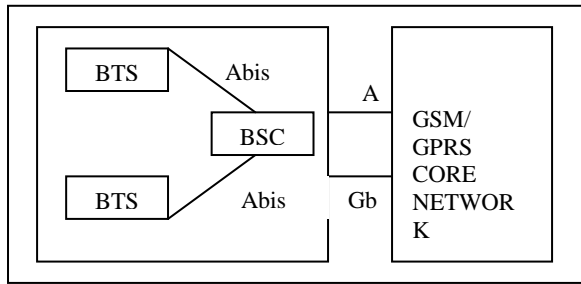 BTS
Abis
A
BSC
GSM/
GPRS
CORE
NETWOR
K
BTS
Abis
Gb